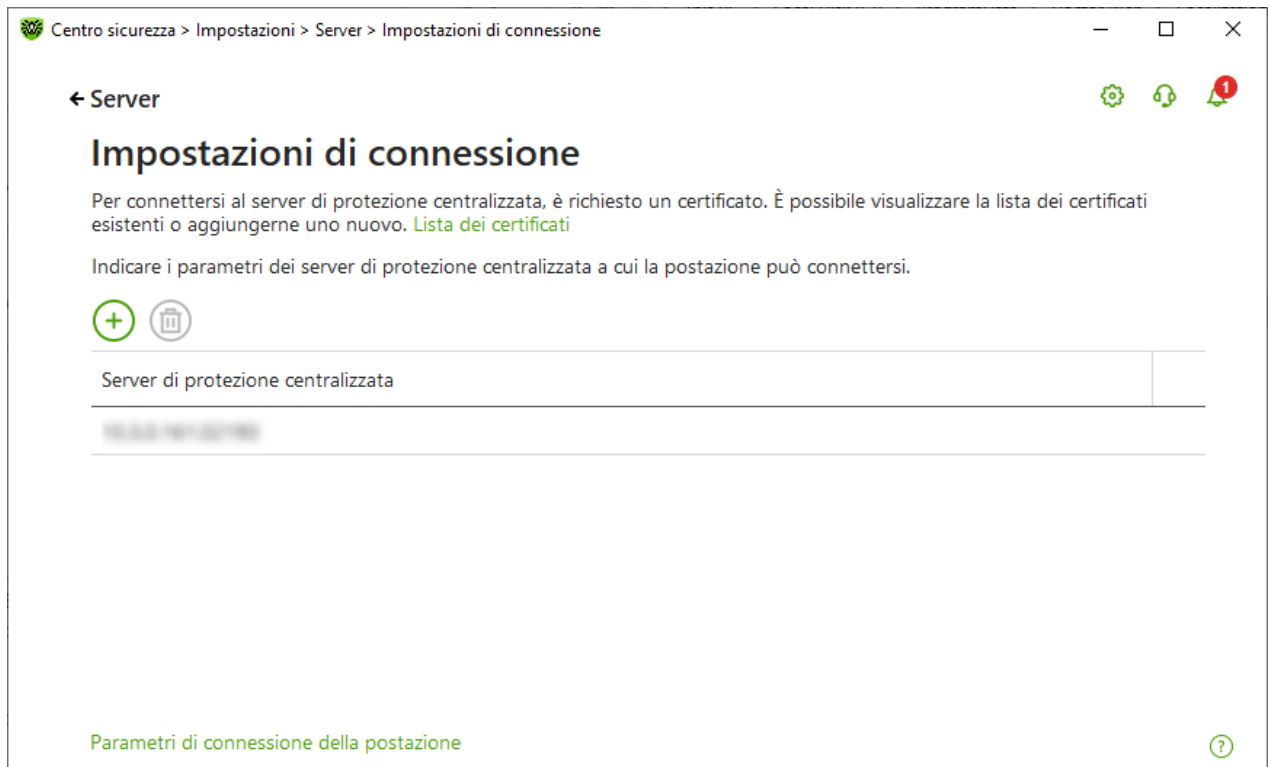 Centro sicurezza > Impostazioni > Server > Impostazioni di connessione
Server
1
Impostazioni di connessione
Per connettersi al server di protezione centralizzata, è richiesto un certificato. È possibile visualizzare la lista dei certificati
esistenti o aggiungerne uno nuovo. Lista dei certificati
Indicare i parametri dei server di protezione centralizzata a cui la postazione può connettersi.
Server di protezione centralizzata
Parametri di connessione della postazione
?